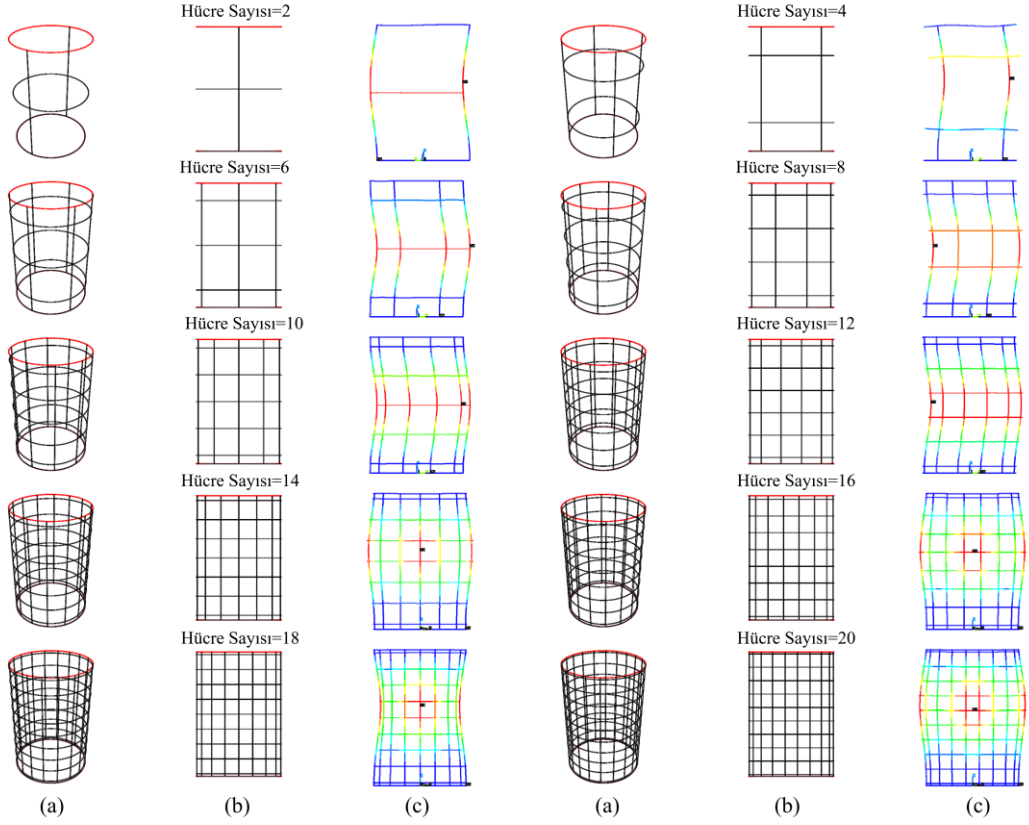 Hücre Sayısı=2
Hücre Sayısı=4
Hücre Sayısı=6
Hücre Sayısı=8
Hücre Sayısı=10
Hücre Sayısı=12
Hücre Sayısı=14
Hücre Sayısı=16
Hücre Sayısı=18
Hücre Sayısı=20
(a) (b) (c) (a) (b) (c)